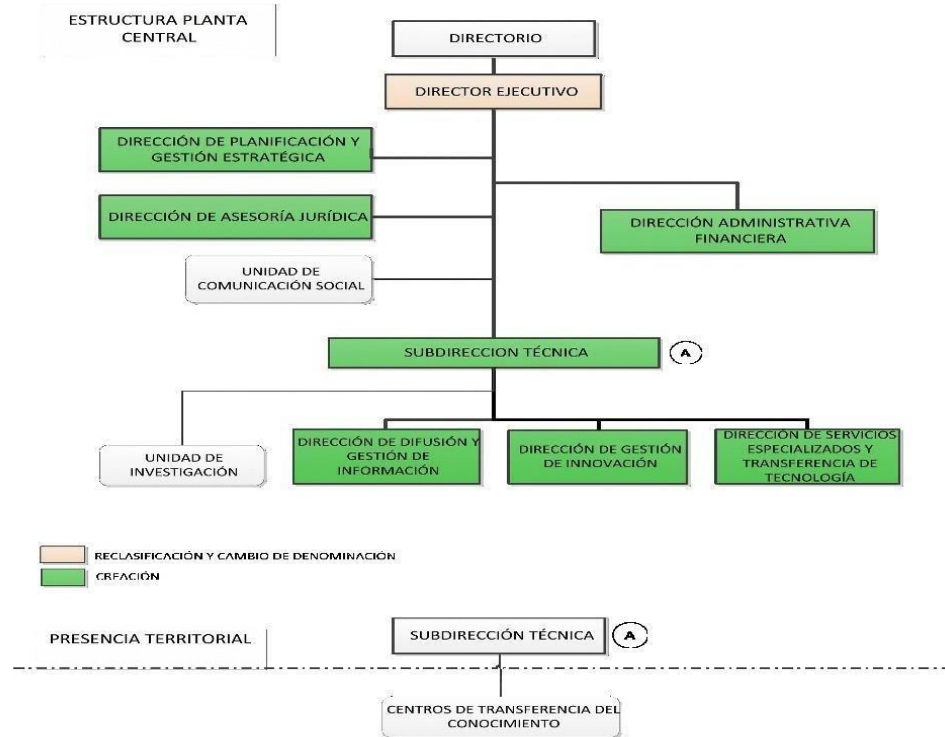 ESTRUCTURA PLANTA
CENTRAL
DIRECTORIO
DIRECTOR EJECUTIVO
DIRECCIÓN DE PLANIFICACIÓN Y
GESTIÓN ESTRATÉGICA
DIRECCIÓN DE ASESORÍA JURÍDICA
DIRECCIÓN ADMINISTRATIVA
FINANCIERA
UNIDAD DE
COMUNICACIÓN SOCIAL
SUBDIRECCION TÉCNICA
A
UNIDAD DE
INVESTIGACIÓN
DIRECCIÓN DE DIFUSIÓN Y
GESTIÓN DE
INFORMACIÓN
DIRECCIÓN DE GESTIÓN
DE INNOVACIÓN
DIRECCIÓN DE SERVICIOS
ESPECIALIZADOS Y
TRANSFERENCIA DE
TECNOLOGÍA
RECLASIFICACIÓN Y CAMBIO DE DENOMINACIÓN
CREACIÓN
PRESENCIA TERRITORIAL
SUBDIRECCIÓN TÉCNICA
A
CENTROS DE TRANSFERENCIA DEL
CONOCIMIENTO